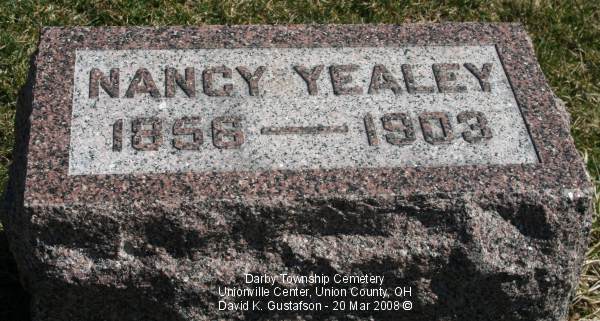 NANCY YEALEY
1856 — 1903
Darby Township Cemetery
Unionville Center, Union County, OH
David K. Gustafson - 20 Mar 2008 ©